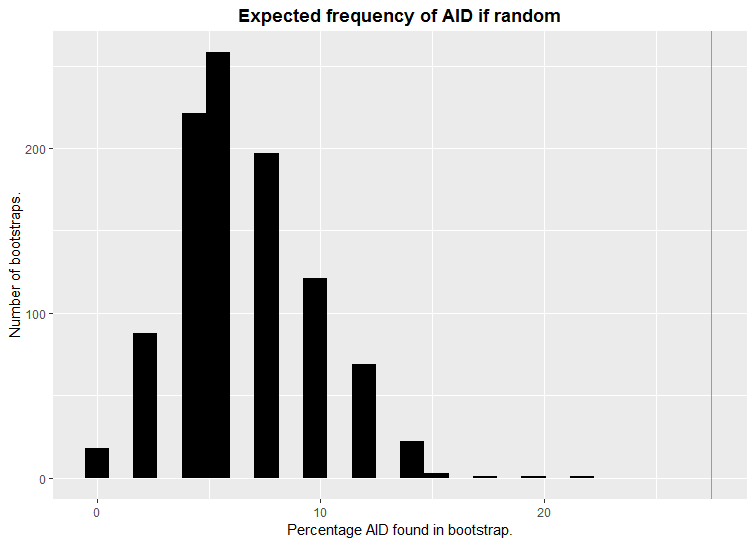 Expected frequency of AID if random
Number of bootstraps.
200
100
0
0 10 20
Percentage AID found in bootstrap.